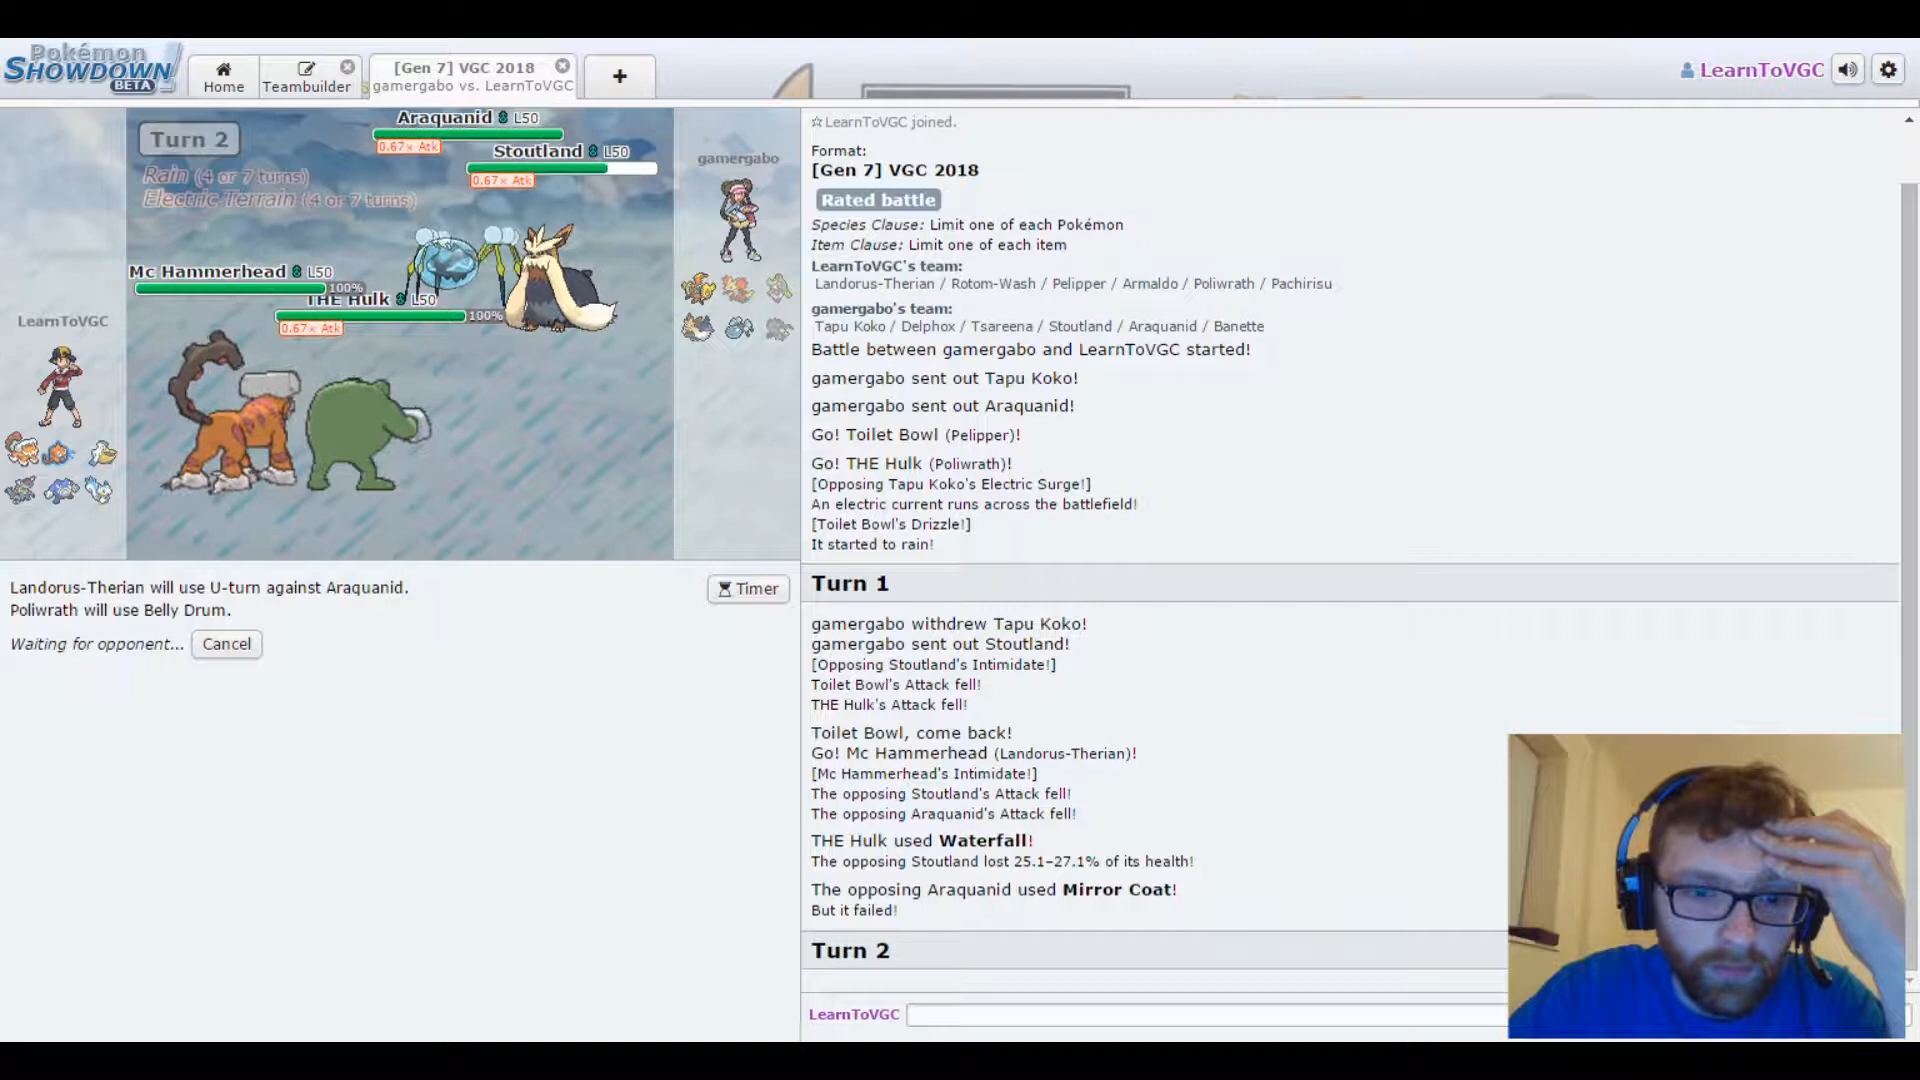 Pokémon
SHOWDOWN
BETA
Home
Teambuilder
[Gen 7] VGC 2018
gamergabo vs. LearnToVGC
+
LearnToVGC
Turn 2
Rain (4 or 7 turns)
Electric Terrain (4 or 7 turns)
Araquanid L50
0.67× Atk
Stoutland L50
0.67× Atk
Mc Hammerhead L50
100%
THE Hulk L50
100%
0.67× Atk
LearnToVGC
gamergabo
Landorus-Therian will use U-turn against Araquanid.
Poliwrath will use Belly Drum.
Waiting for opponent... Cancel
Timer
☆LearnToVGC joined.
Format:
[Gen 7] VGC 2018
Rated battle
Species Clause: Limit one of each Pokémon
Item Clause: Limit one of each item
LearnToVGC's team:
Landorus-Therian / Rotom-Wash / Pelipper / Armaldo / Poliwrath / Pachirisu
gamergabo's team:
Tapu Koko / Delphox / Tsareena / Stoutland / Araquanid / Banette
Battle between gamergabo and LearnToVGC started!
gamergabo sent out Tapu Koko!
gamergabo sent out Araquanid!
Go! Toilet Bowl (Pelipper)!
Go! THE Hulk (Poliwrath)!
[Opposing Tapu Koko's Electric Surge!]
An electric current runs across the battlefield!
[Toilet Bowl's Drizzle!]
It started to rain!
Turn 1
gamergabo withdrew Tapu Koko!
gamergabo sent out Stoutland!
[Opposing Stoutland's Intimidate!]
Toilet Bowl's Attack fell!
THE Hulk's Attack fell!
Toilet Bowl, come back!
Go! Mc Hammerhead (Landorus-Therian)!
[Mc Hammerhead's Intimidate!]
The opposing Stoutland's Attack fell!
The opposing Araquanid's Attack fell!
THE Hulk used Waterfall!
The opposing Stoutland lost 25.1–27.1% of its health!
The opposing Araquanid used Mirror Coat!
But it failed!
Turn 2
LearnToVGC